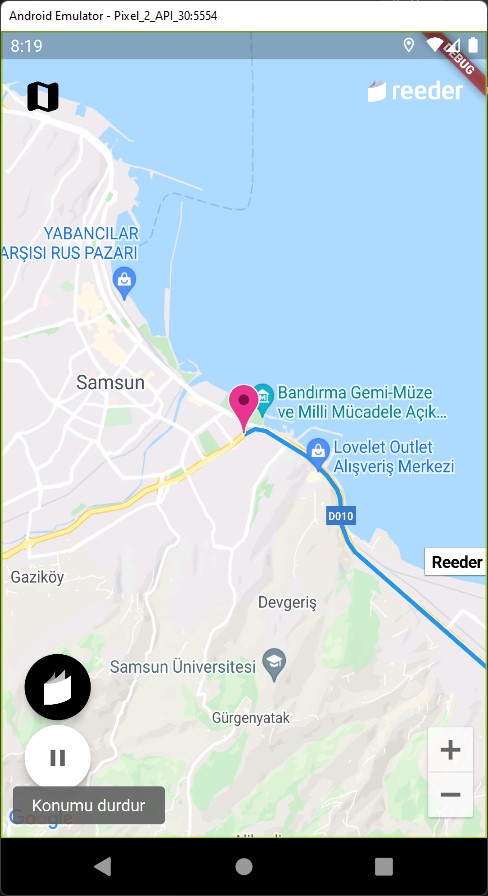 Android Emulator - Pixel_2_API_30:5554
8:19
DEBUG
reeder
YABANCILAR
ARŞISI RUS PAZARI
Samsun
Bandırma Gemi-Müze
ve Milli Mücadele Açık...
Lovelet Outlet
Alışveriş Merkezi
D010
Reeder
Gaziköy
Devgeriş
Samsun Üniversitesi
Gürgenyatak
+
−
Konumu durdur
Google